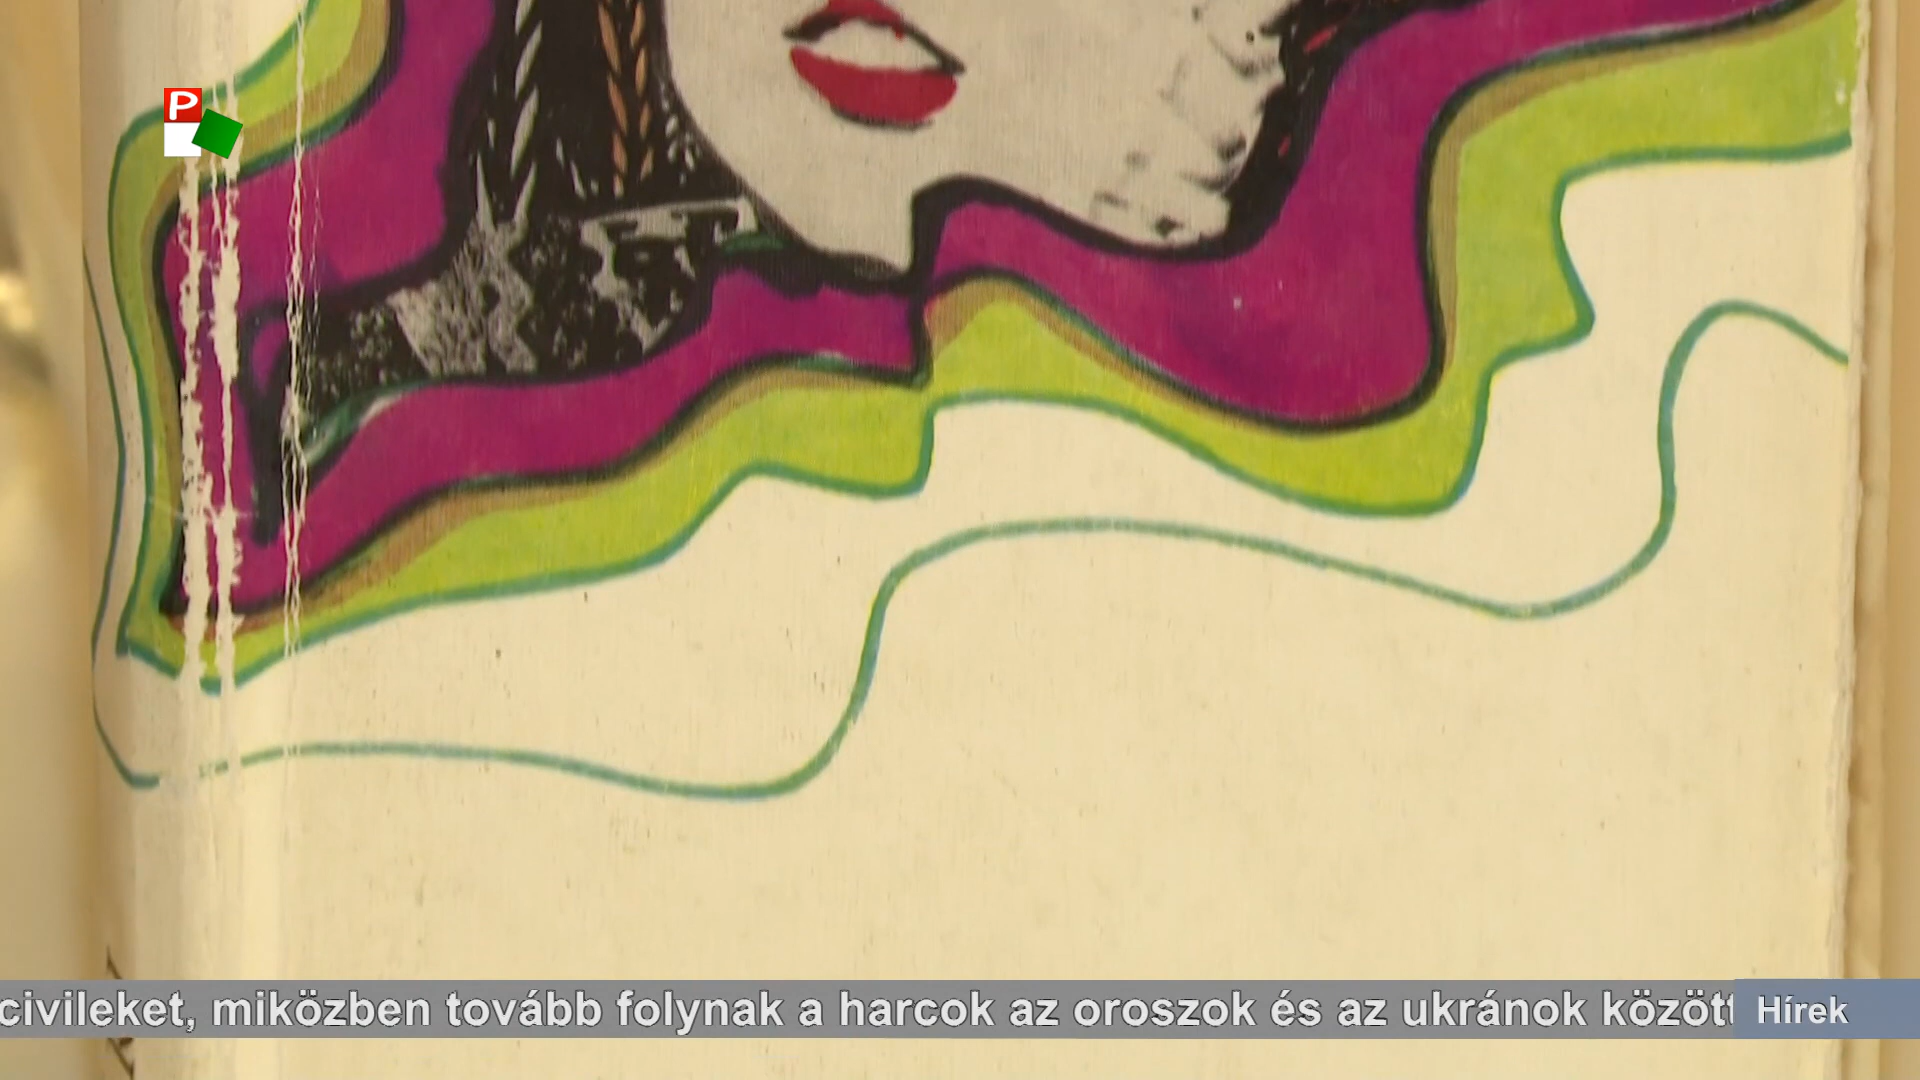 P
civileket, miközben tovább folynak a harcok az oroszok és az ukránok között
Hírek